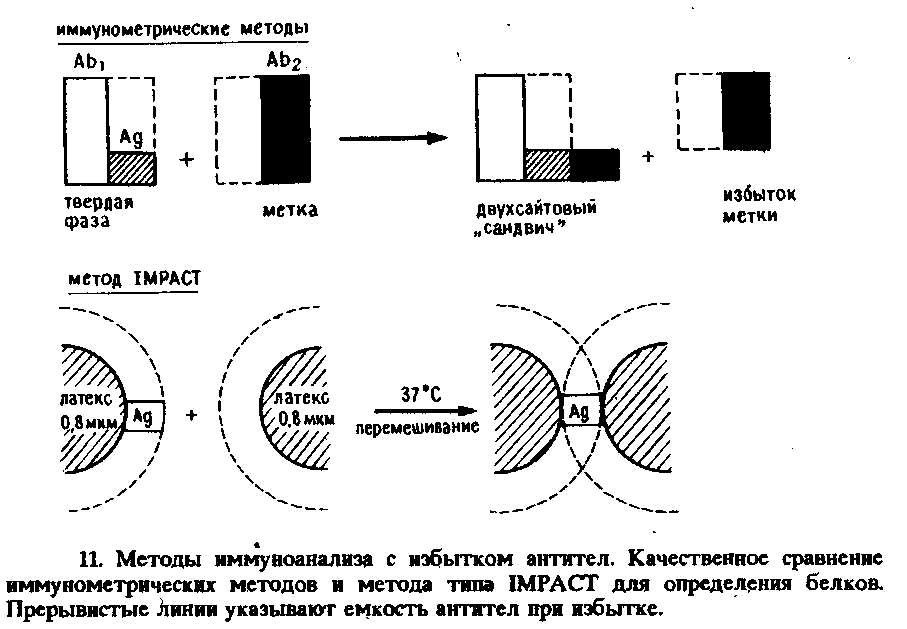 иммунометрические методы
Ab₁ Ab₂
Ag
+ +
твердая фаза
метка
двухсайтовый „сандвич”
избыток метки
метод IMPACT
латекс 0,8 мкм
Ag
+
латекс 0,8 мкм
37°C
перемешивание
Ag
11. Методы иммуноанализа с избытком антител. Качественное сравнение
иммунометрических методов и метода типа IMPACT для определения белков.
Прерывистые линии указывают емкость антител при избытке.